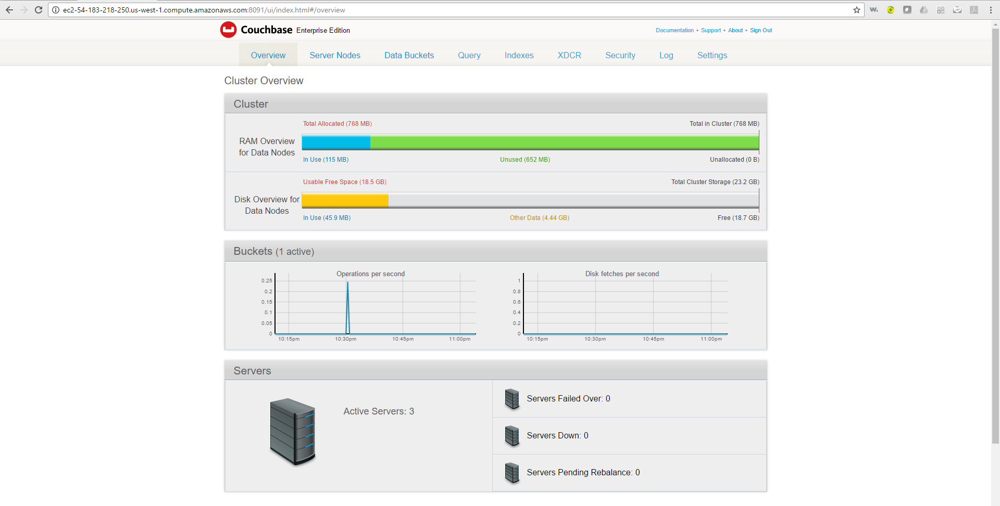 ec2-54-183-218-250.us-west-1.compute.amazonaws.com:8091/ui/index.html#/overview
w.
Couchbase Enterprise Edition
Documentation • Support • About • Sign Out
Overview Server Nodes Data Buckets Query Indexes XDCR Security Log Settings
Cluster Overview
Cluster
Total Allocated (768 MB) Total in Cluster (768 MB)
RAM Overview
for Data Nodes
In Use (115 MB) Unused (652 MB) Unallocated (0 B)
Usable Free Space (18.5 GB) Total Cluster Storage (23.2 GB)
Disk Overview for
Data Nodes
In Use (45.9 MB) Other Data (4.44 GB) Free (18.7 GB)
Buckets (1 active)
Operations per second
0.25
0.2
0.15
0.1
0.05
0
10:15pm 10:30pm 10:45pm 11:00pm
Disk fetches per second
1
0.8
0.6
0.4
0.2
0
10:15pm 10:30pm 10:45pm 11:00pm
Servers
Active Servers: 3
Servers Failed Over: 0
Servers Down: 0
Servers Pending Rebalance: 0